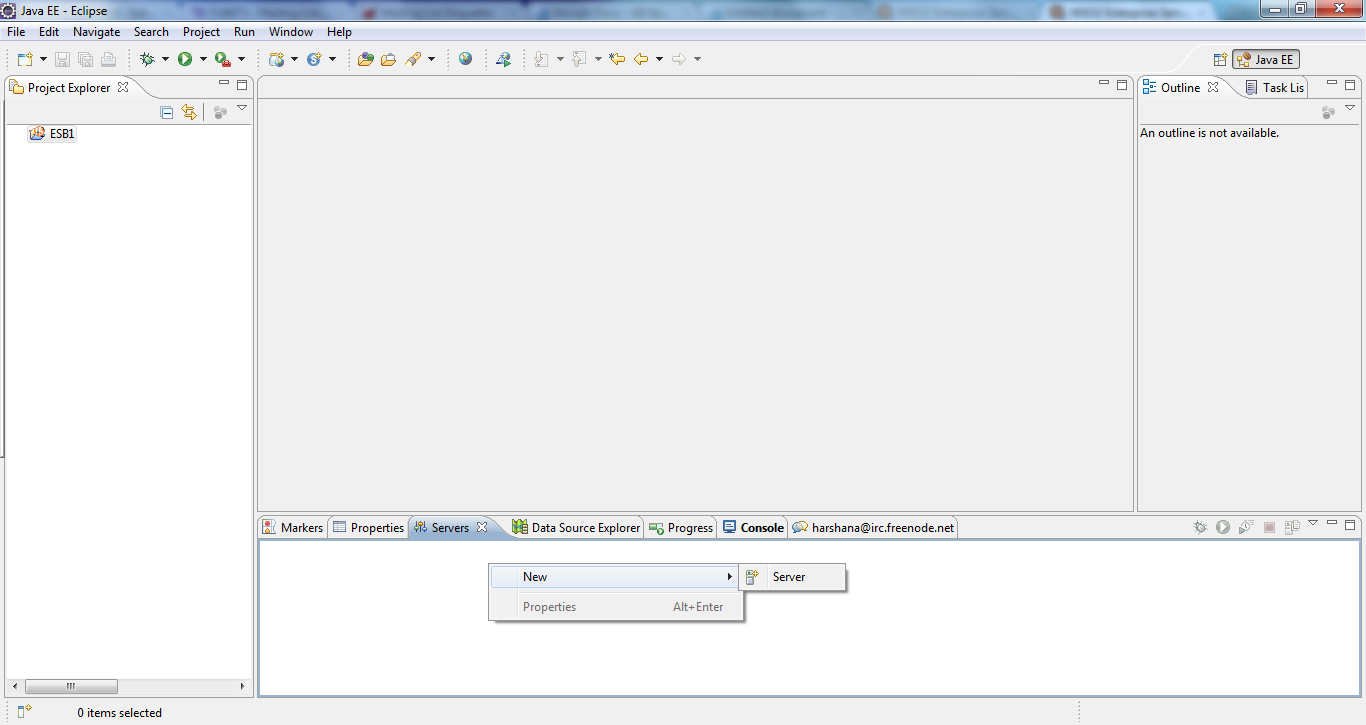 Java EE - Eclipse
File Edit Navigate Search Project Run Window Help
Java EE
Project Explorer
ESB1
Outline Task Lis
An outline is not available.
Markers Properties Servers Data Source Explorer Progress Console harshana@irc.freenode.net
New Server
Properties Alt+Enter
0 items selected